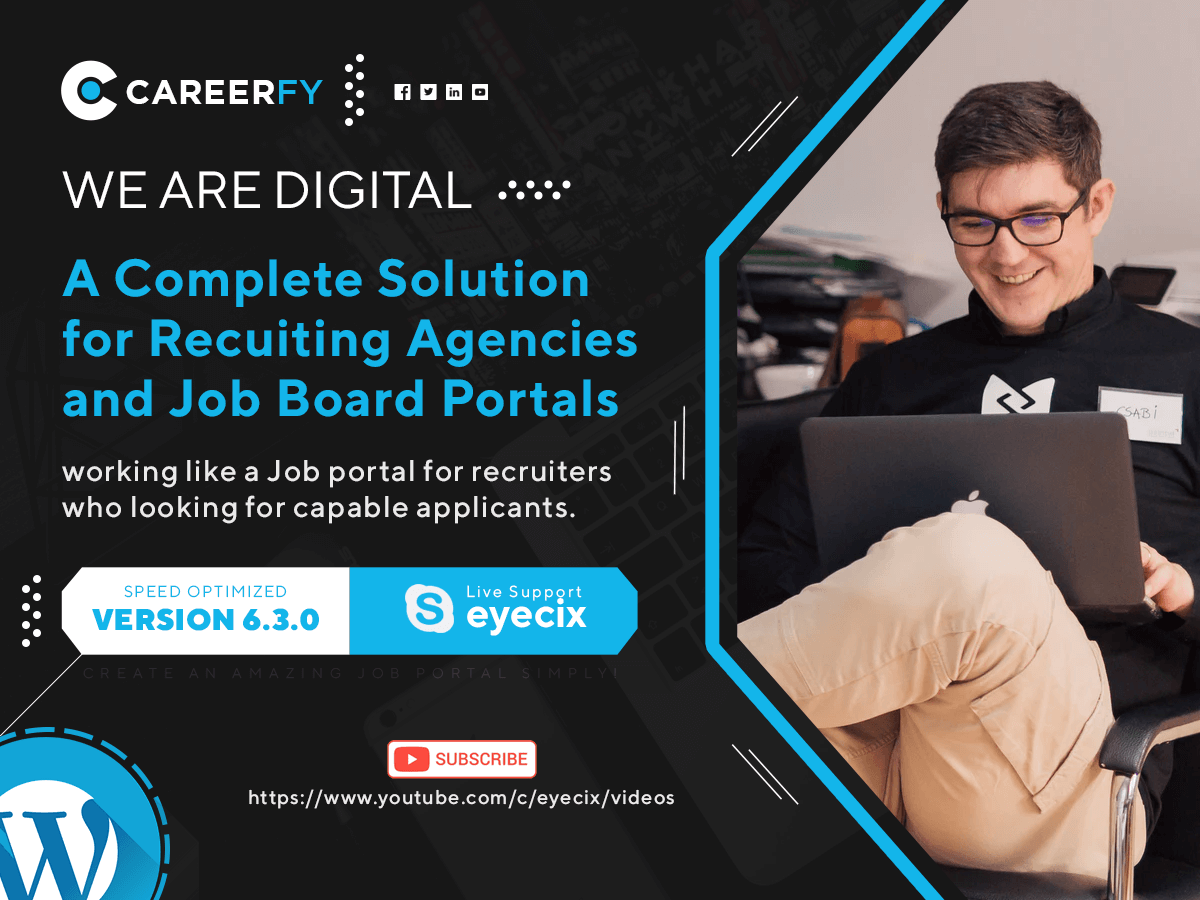 CAREERFY
WE ARE DIGITAL
A Complete Solution
for Recuiting Agencies
and Job Board Portals
working like a Job portal for recruiters
who looking for capable applicants.
SPEED OPTIMIZED
VERSION 6.3.0
Live Support
eyecix
CREATE AN AMAZING JOB PORTAL SIMPLY!
SUBSCRIBE
https://www.youtube.com/c/eyecix/videos
CSABI